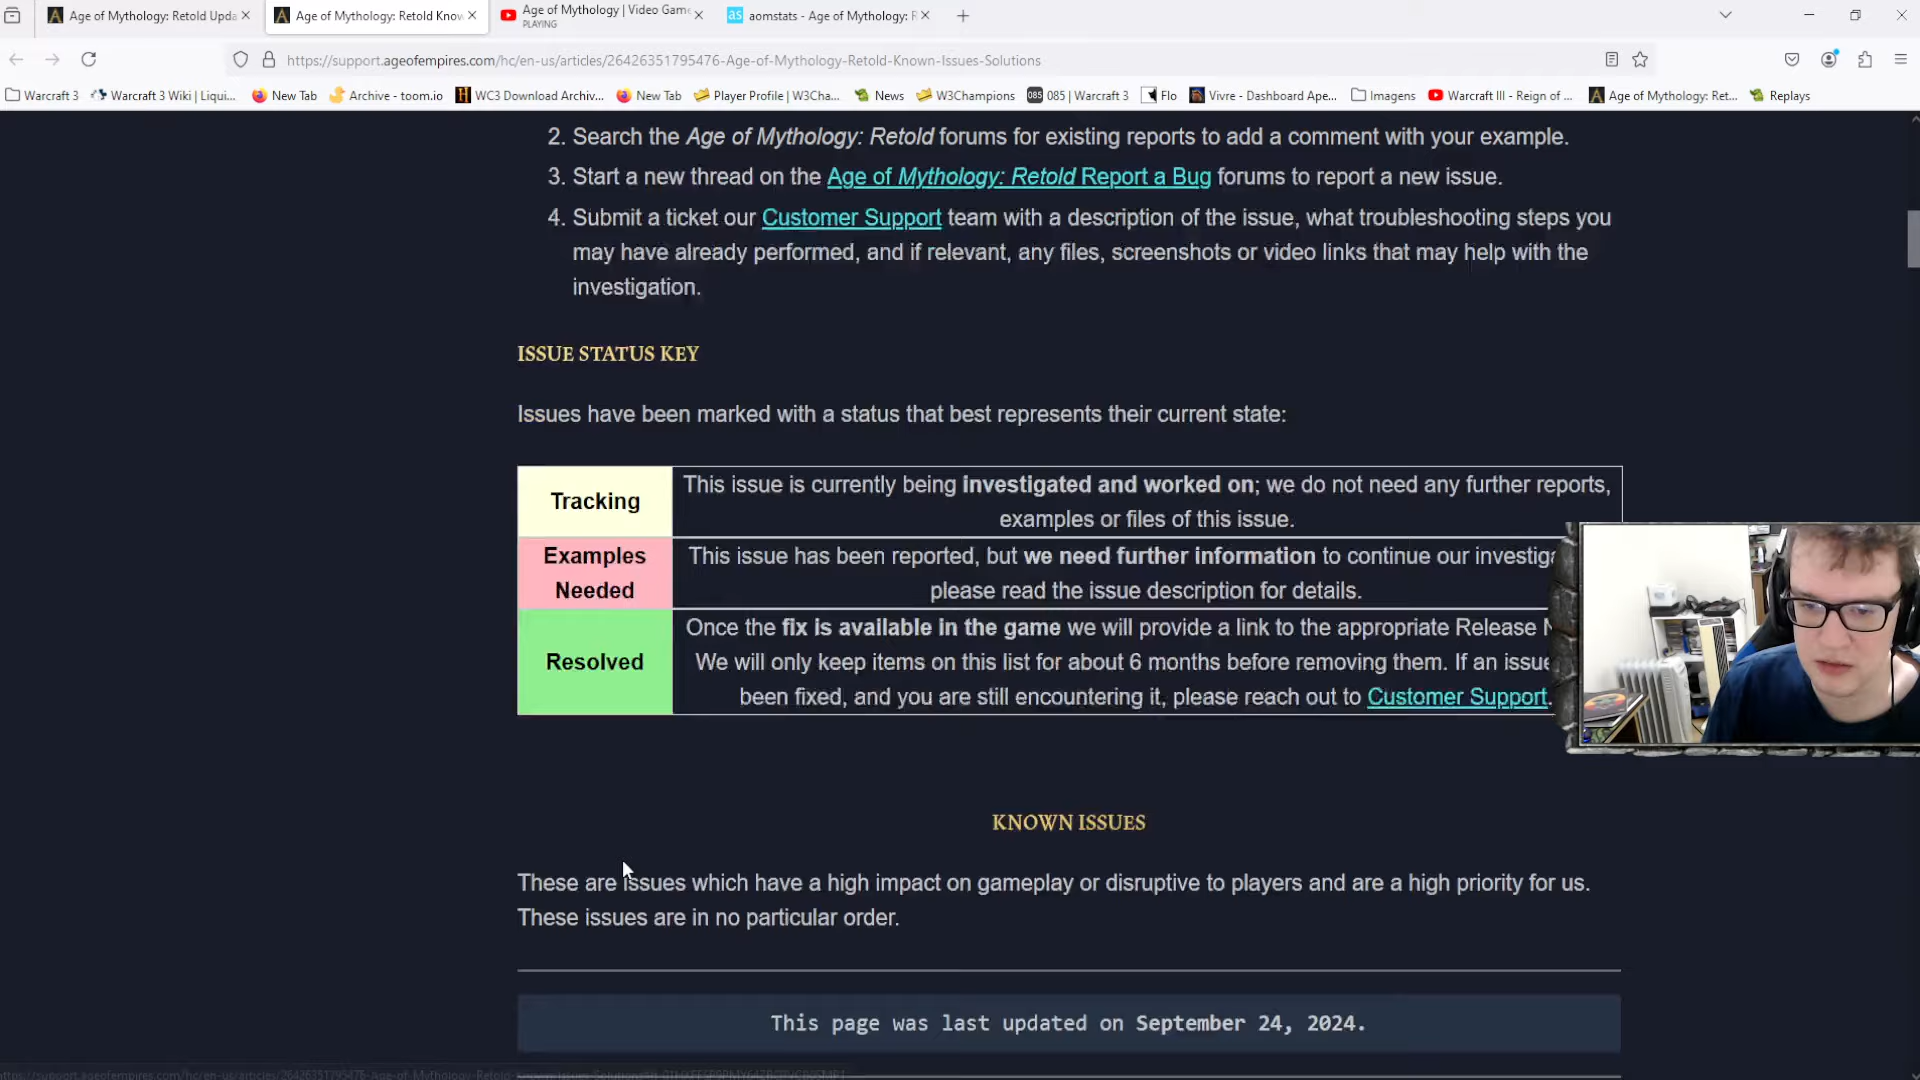 Age of Mythology: Retold Upda
Age of Mythology: Retold Know
Age of Mythology | Video Gam
PLAYING
as
aomstats - Age of Mythology: R
https://support.ageofempires.com/hc/en-us/articles/26426351795476-Age-of-Mythology-Retold-Known-Issues-Solutions
Warcraft 3
Warcraft 3 Wiki | Liqui...
New Tab
Archive - toom.io
WC3 Download Archiv...
New Tab
Player Profile | W3Cha...
News
W3Champions
085 | Warcraft 3
Flo
Vivre - Dashboard Ape...
Imagens
Warcraft III - Reign of ...
Age of Mythology: Ret...
Replays
2. Search the Age of Mythology: Retold forums for existing reports to add a comment with your example.
3. Start a new thread on the Age of Mythology: Retold Report a Bug forums to report a new issue.
4. Submit a ticket our Customer Support team with a description of the issue, what troubleshooting steps you
may have already performed, and if relevant, any files, screenshots or video links that may help with the
investigation.
ISSUE STATUS KEY
Issues have been marked with a status that best represents their current state:
Tracking
This issue is currently being investigated and worked on; we do not need any further reports,
examples or files of this issue.
Examples
Needed
This issue has been reported, but we need further information to continue our investiga
please read the issue description for details.
Resolved
Once the fix is available in the game we will provide a link to the appropriate Release N
We will only keep items on this list for about 6 months before removing them. If an issue
been fixed, and you are still encountering it, please reach out to Customer Support.
KNOWN ISSUES
These are issues which have a high impact on gameplay or disruptive to players and are a high priority for us.
These issues are in no particular order.
This page was last updated on September 24, 2024.